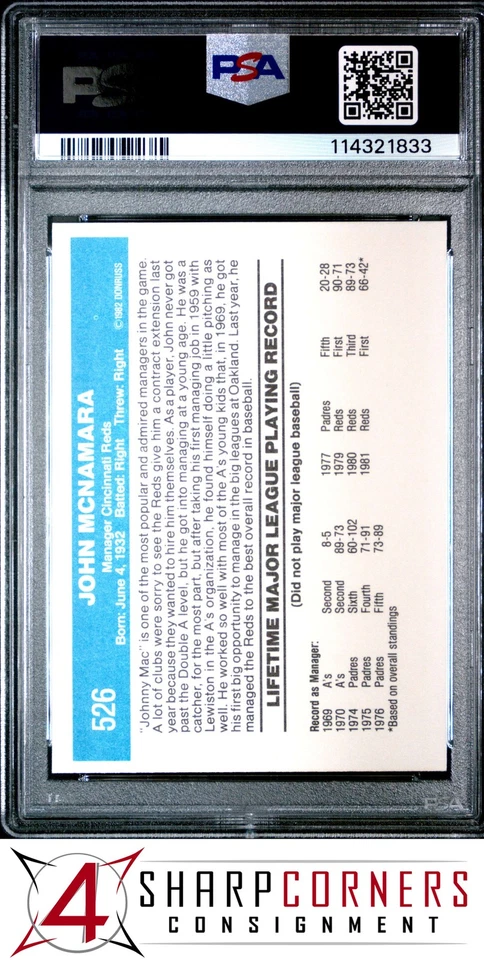 PSA
PSA
114321833
526
JOHN MCNAMARA
Manager Cincinnati Reds
Born: June 4, 1932 Batted: Right Threw: Right © 1982 DONRUSS
"Johnny Mac" is one of the most popular and admired managers in the game.
A lot of clubs were sorry to see the Reds give him a contract extension last
year because they wanted to hire him themselves. As a player, John never got
past the Double A level, but he got into managing at a young age. He was a
catcher, for the most part, but after taking his first managing job in 1959 with
Lewiston in the A's organization, he found himself doing a little pitching as
well. He worked so well with most of the A's young kids that, in 1969, he got
his first big opportunity to manage in the big leagues at Oakland. Last year, he
managed the Reds to the best overall record in baseball.
LIFETIME MAJOR LEAGUE PLAYING RECORD
(Did not play major league baseball)
Record as Manager:
1969 A's Second 8-5 1977 Padres Fifth 20-28
1970 A's Second 89-73 1979 Reds First 90-71
1974 Padres Sixth 60-102 1980 Reds Third 89-73
1975 Padres Fourth 71-91 1981 Reds First 66-42*
1976 Padres Fifth 73-89
*Based on overall standings
PSA
4 SHARPCORNERS
CONSIGNMENT